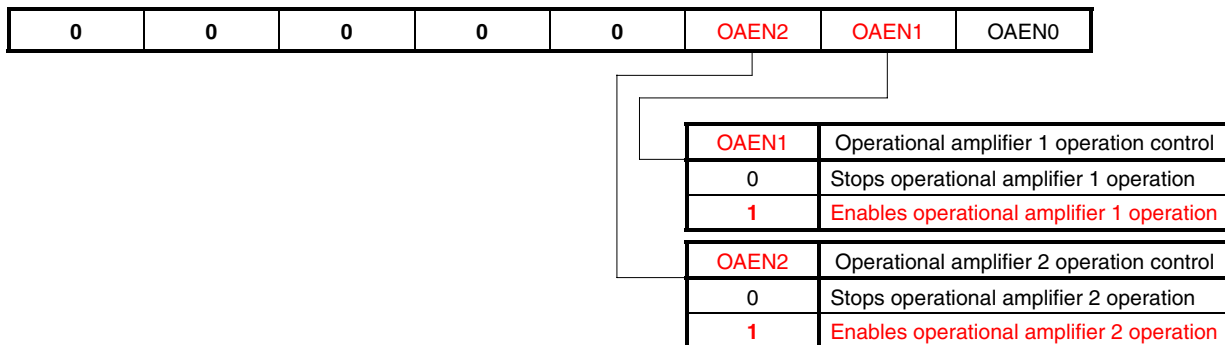 0 0 0 0 0 OAEN2 OAEN1 OAEN0
OAEN1 Operational amplifier 1 operation control
0 Stops operational amplifier 1 operation
1 Enables operational amplifier 1 operation
OAEN2 Operational amplifier 2 operation control
0 Stops operational amplifier 2 operation
1 Enables operational amplifier 2 operation